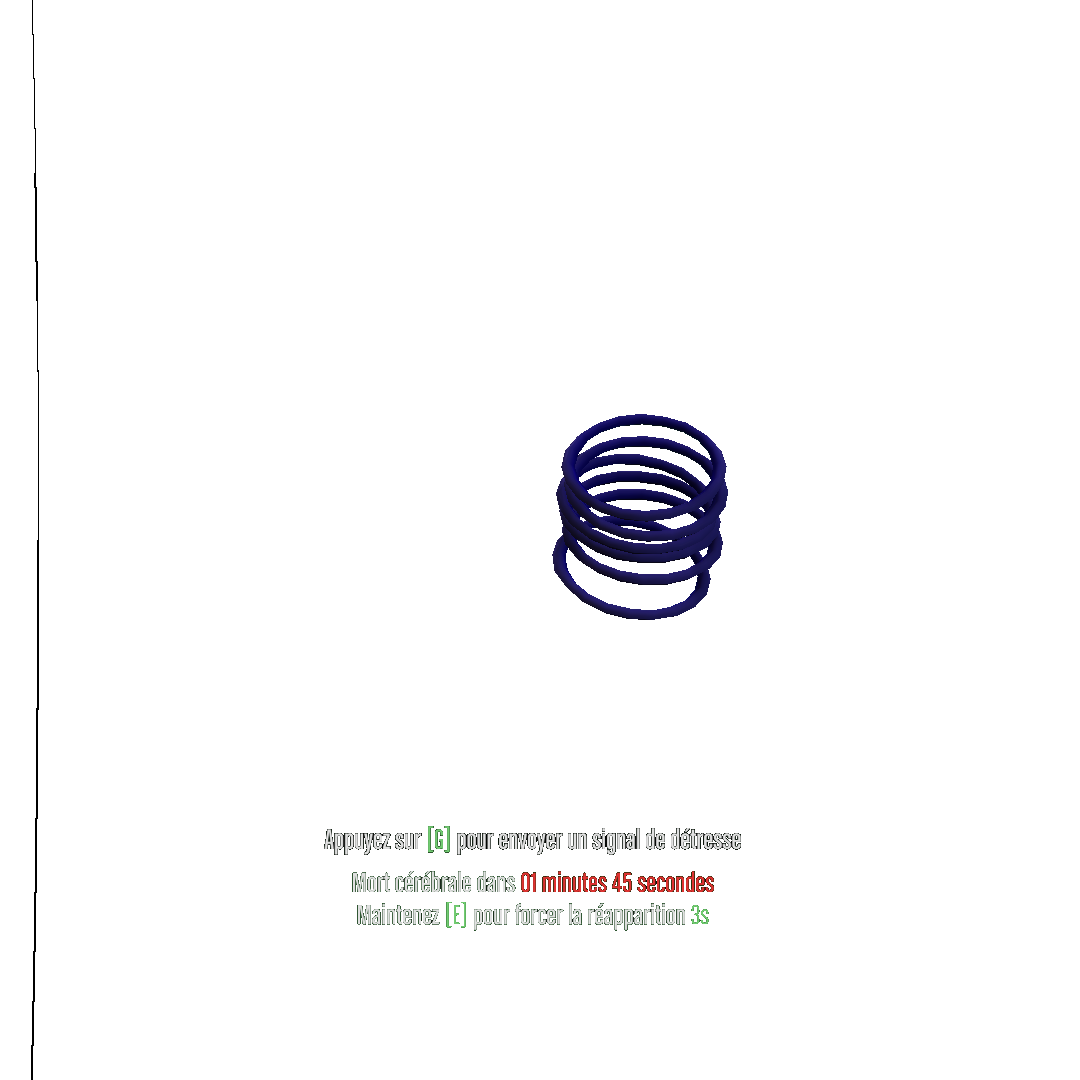 Appuyez sur [G] pour envoyer un signal de détresse
Mort cérébrale dans 01 minutes 45 secondes
Maintenez [E] pour forcer la réapparition 3s